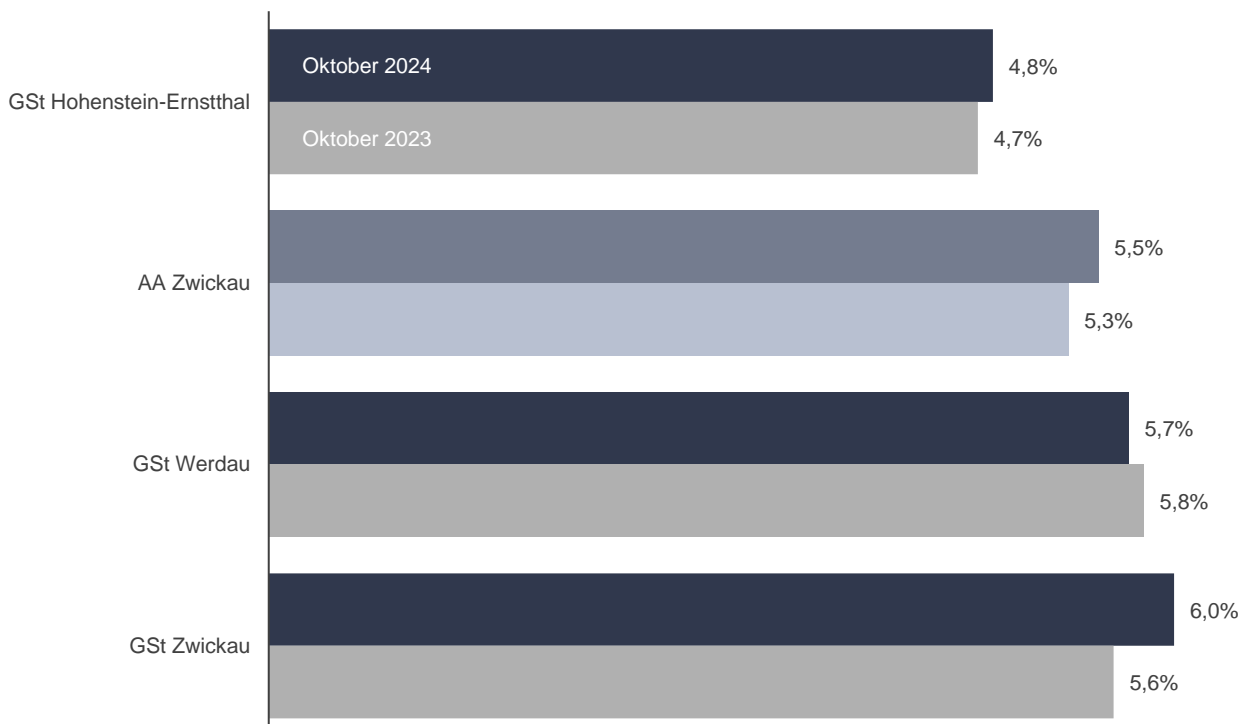 Oktober 2024
4,8%
GSt Hohenstein-Ernstthal
Oktober 2023
4,7%
5,5%
AA Zwickau
5,3%
5,7%
GSt Werdau
5,8%
6,0%
GSt Zwickau
5,6%